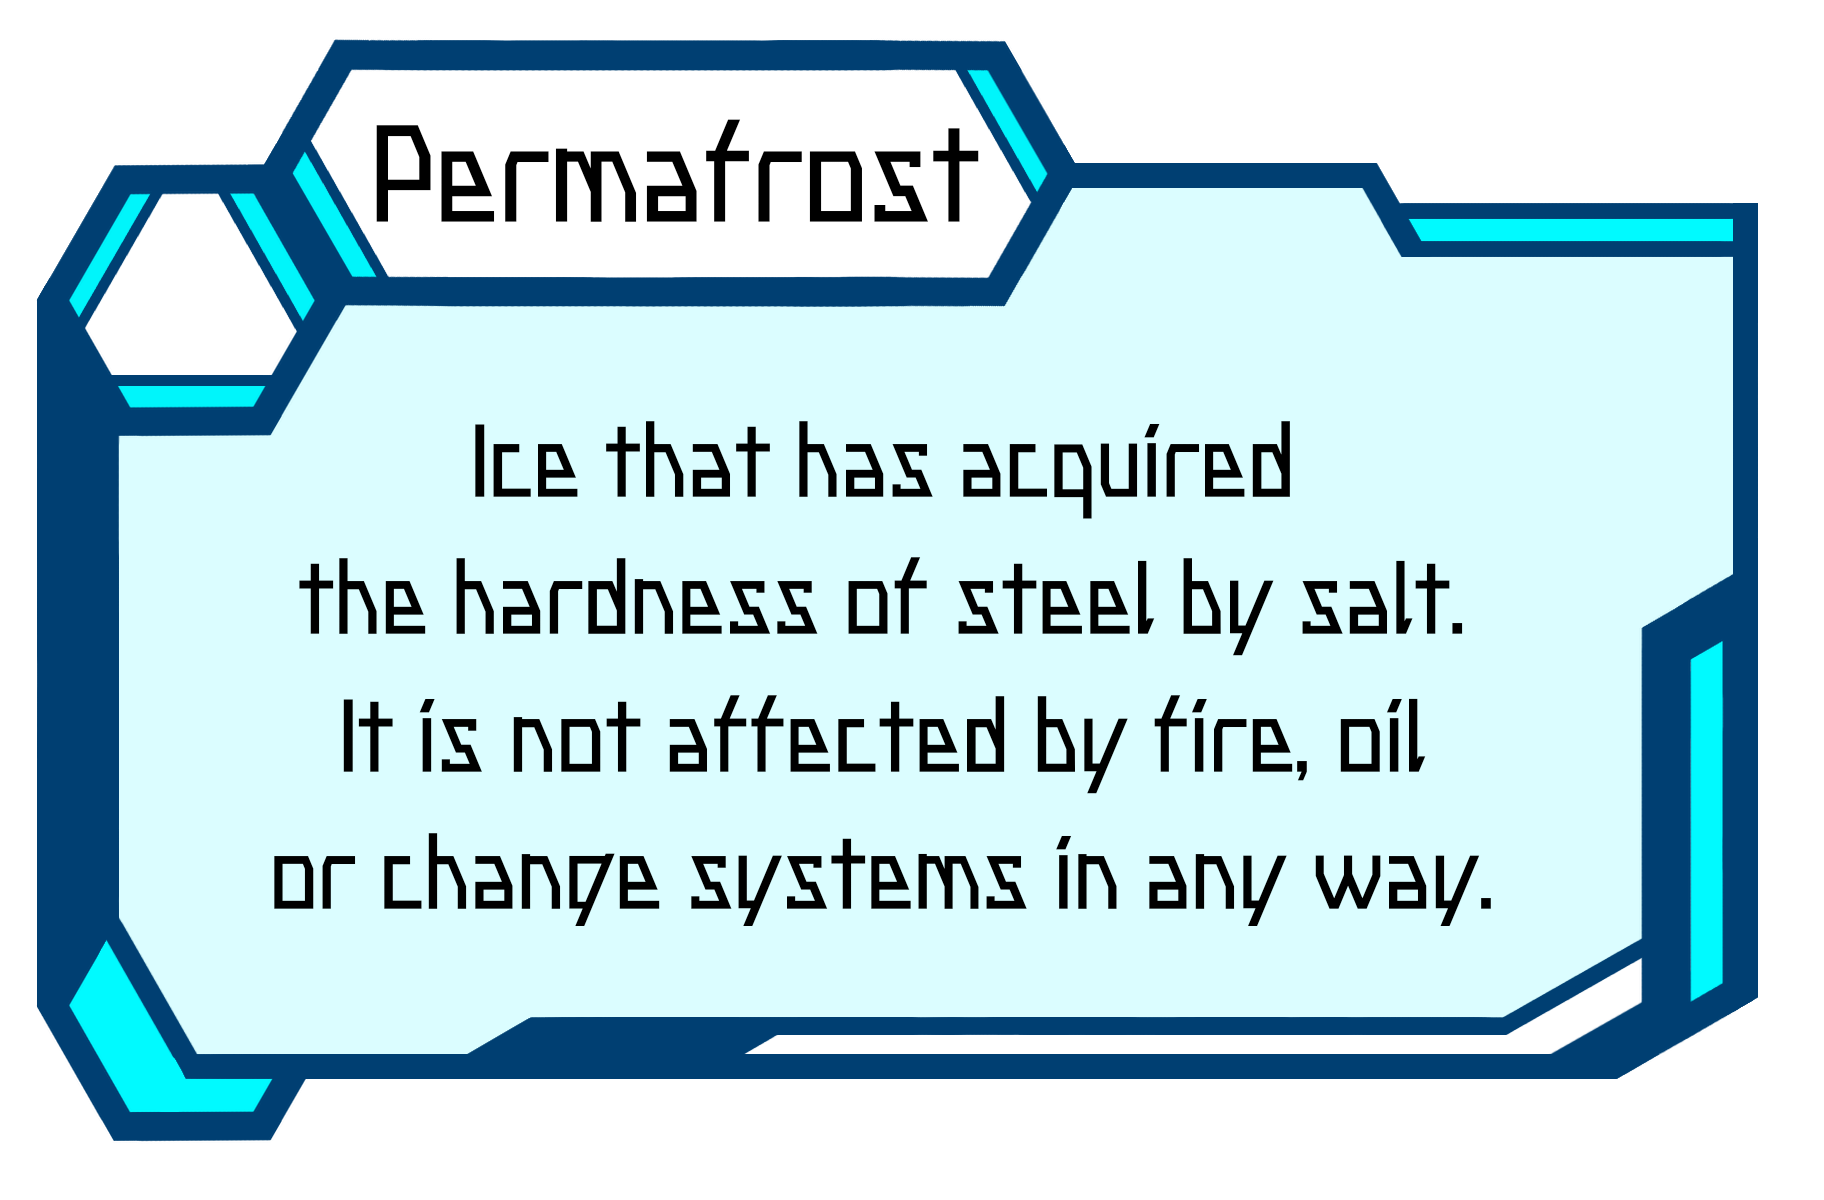 Permafrost
Ice that has acquired
the hardness of steel by salt.
It is not affected by fire, oil
or change systems in any way.